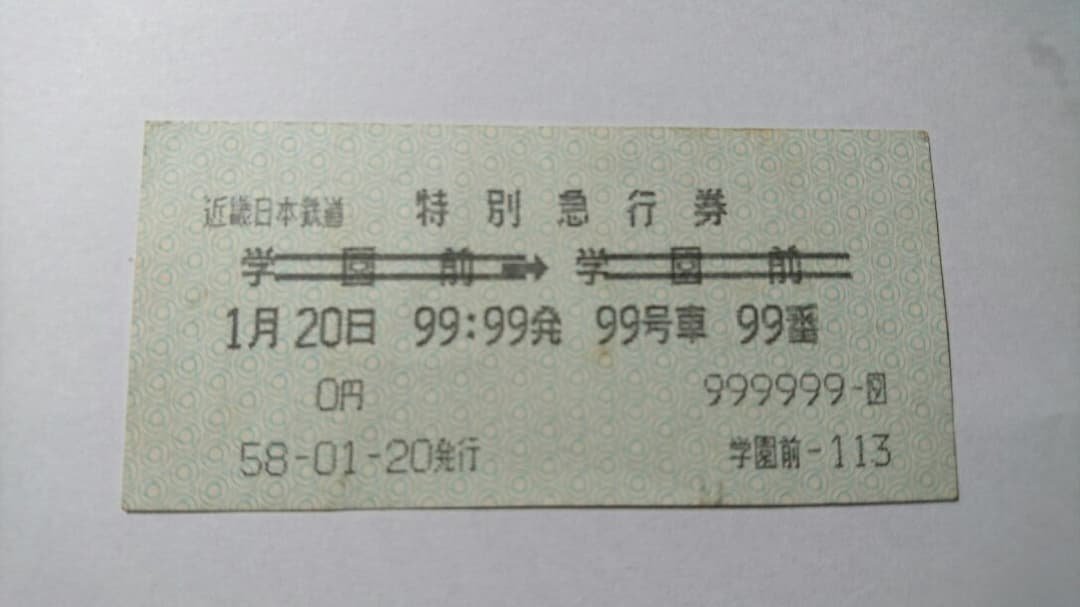 近畿日本鉄道 特別急行券
学園前 → 学園前
1月20日 99:99発 99号車 99番
0円 999999-図
58-01-20発行 学園前-113